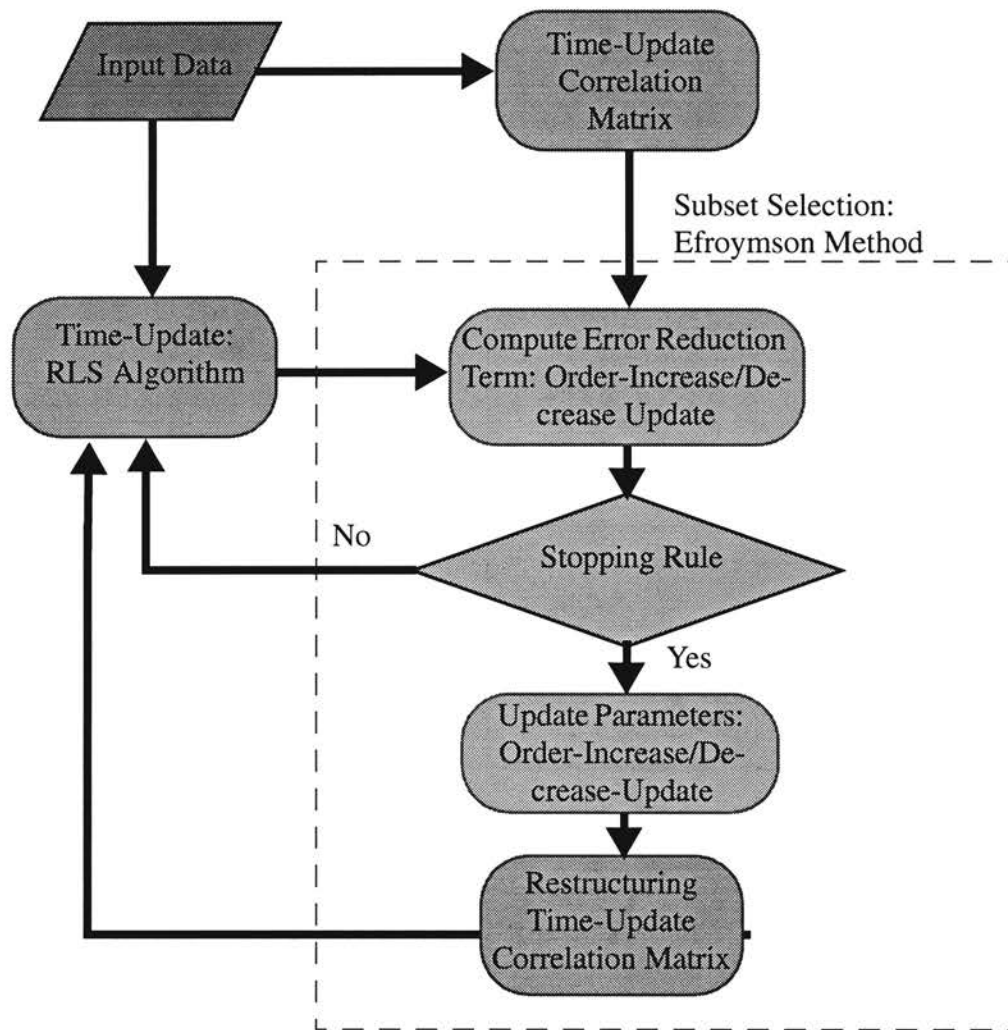 Input Data
Time-Update
Correlation
Matrix
Subset Selection:
Efroymson Method
Time-Update:
RLS Algorithm
Compute Error Reduction
Term: Order-Increase/De-
crease Update
No
Stopping Rule
Yes
Update Parameters:
Order-Increase/De-
crease-Update
Restructuring
Time-Update
Correlation Matrix